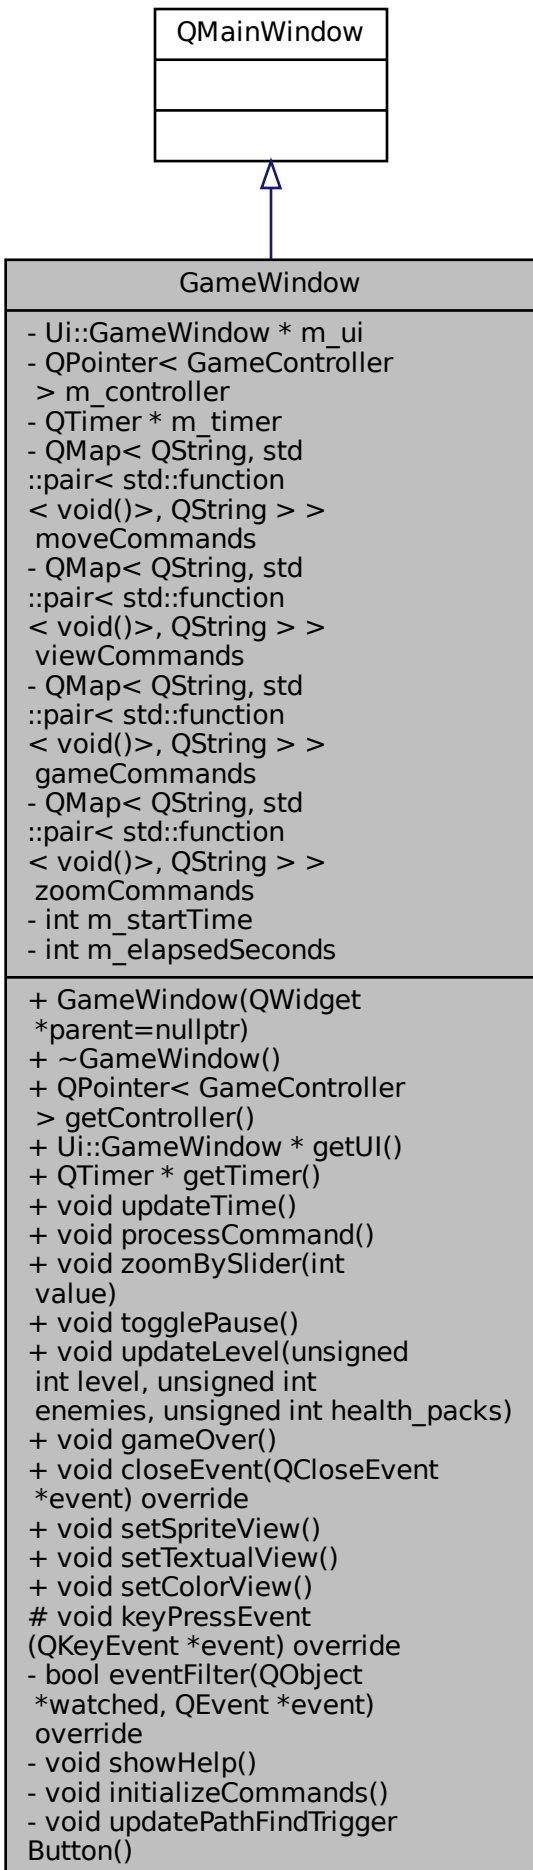 QMainWindow
GameWindow
- Ui::GameWindow * m_ui
- QPointer< GameController
> m_controller
- QTimer * m_timer
- QMap< QString, std
::pair< std::function
< void()>, QString > >
moveCommands
- QMap< QString, std
::pair< std::function
< void()>, QString > >
viewCommands
- QMap< QString, std
::pair< std::function
< void()>, QString > >
gameCommands
- QMap< QString, std
::pair< std::function
< void()>, QString > >
zoomCommands
- int m_startTime
- int m_elapsedSeconds
+ GameWindow(QWidget
*parent=nullptr)
+ ~GameWindow()
+ QPointer< GameController
> getController()
+ Ui::GameWindow * getUI()
+ QTimer * getTimer()
+ void updateTime()
+ void processCommand()
+ void zoomBySlider(int
value)
+ void togglePause()
+ void updateLevel(unsigned
int level, unsigned int
enemies, unsigned int health_packs)
+ void gameOver()
+ void closeEvent(QCloseEvent
*event) override
+ void setSpriteView()
+ void setTextualView()
+ void setColorView()
# void keyPressEvent
(QKeyEvent *event) override
- bool eventFilter(QObject
*watched, QEvent *event)
override
- void showHelp()
- void initializeCommands()
- void updatePathFindTrigger
Button()